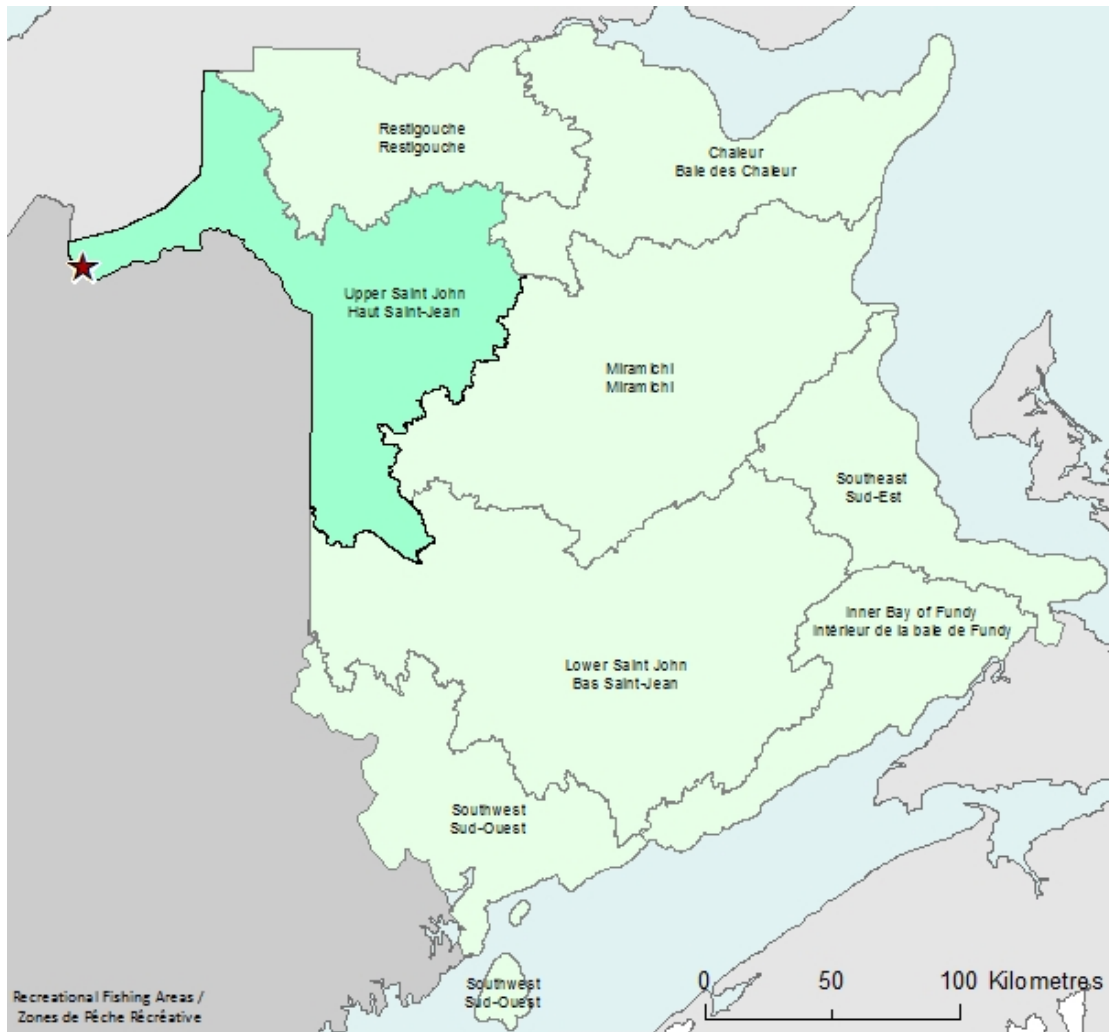 Restigouche
Restigouche
Chaleur
Baie des Chaleur
Upper Saint John
Haut Saint-Jean
Miramichi
Miramichi
Southeast
Sud-Est
Inner Bay of Fundy
Intérieur de la baie de Fundy
Lower Saint John
Bas Saint-Jean
Southwest
Sud-Ouest
Southwest
Sud-Ouest
0 50 100 Kilometres
Recreational Fishing Areas /
Zones de Pêche Récréative